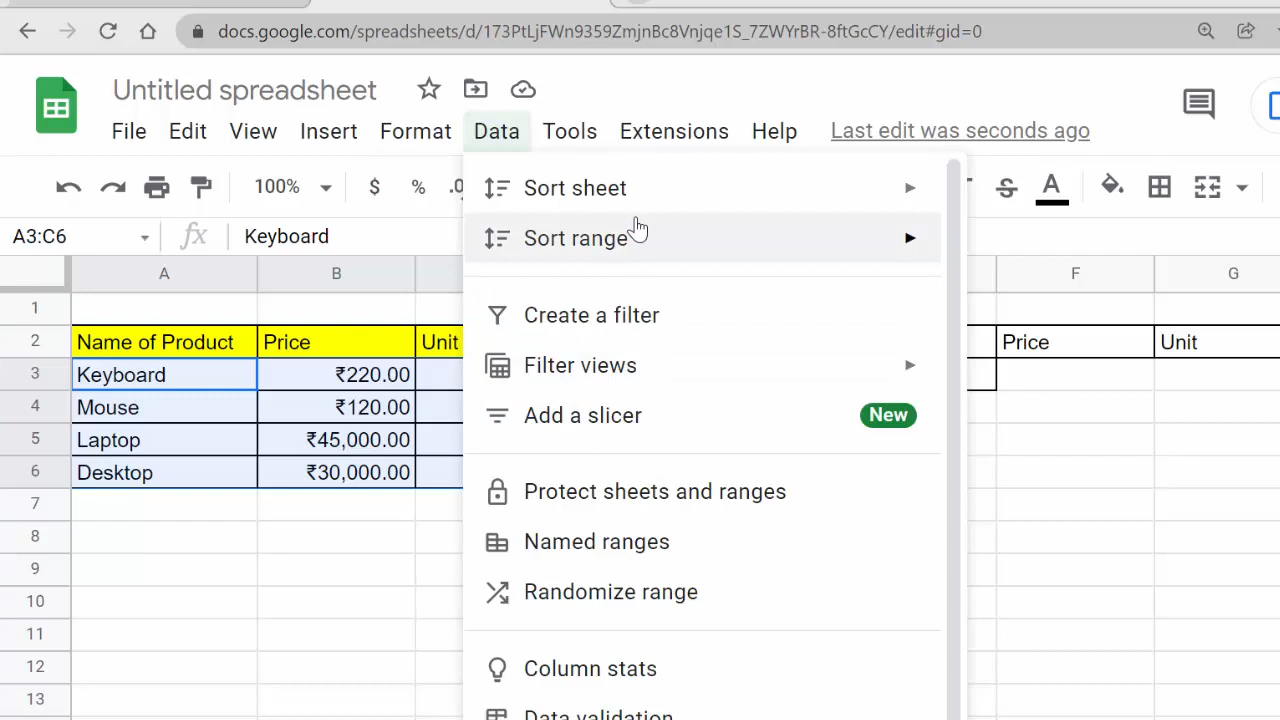 docs.google.com/spreadsheets/d/173PtLjFWn9359ZmjnBc8Vnjqe1S_7ZWYrBR-8ftGcCY/edit#gid=0
Untitled spreadsheet
File Edit View Insert Format Data Tools Extensions Help Last edit was seconds ago
100% $ % .0
Sort sheet
A3:C6 fx Keyboard
Sort range
A B F G
1
Create a filter
2 Name of Product Price Unit Price Unit
Filter views
3 Keyboard ₹220.00
4 Mouse ₹120.00
Add a slicer New
5 Laptop ₹45,000.00
6 Desktop ₹30,000.00
Protect sheets and ranges
7
8
Named ranges
9
Randomize range
10
11
Column stats
12
13
Data validation